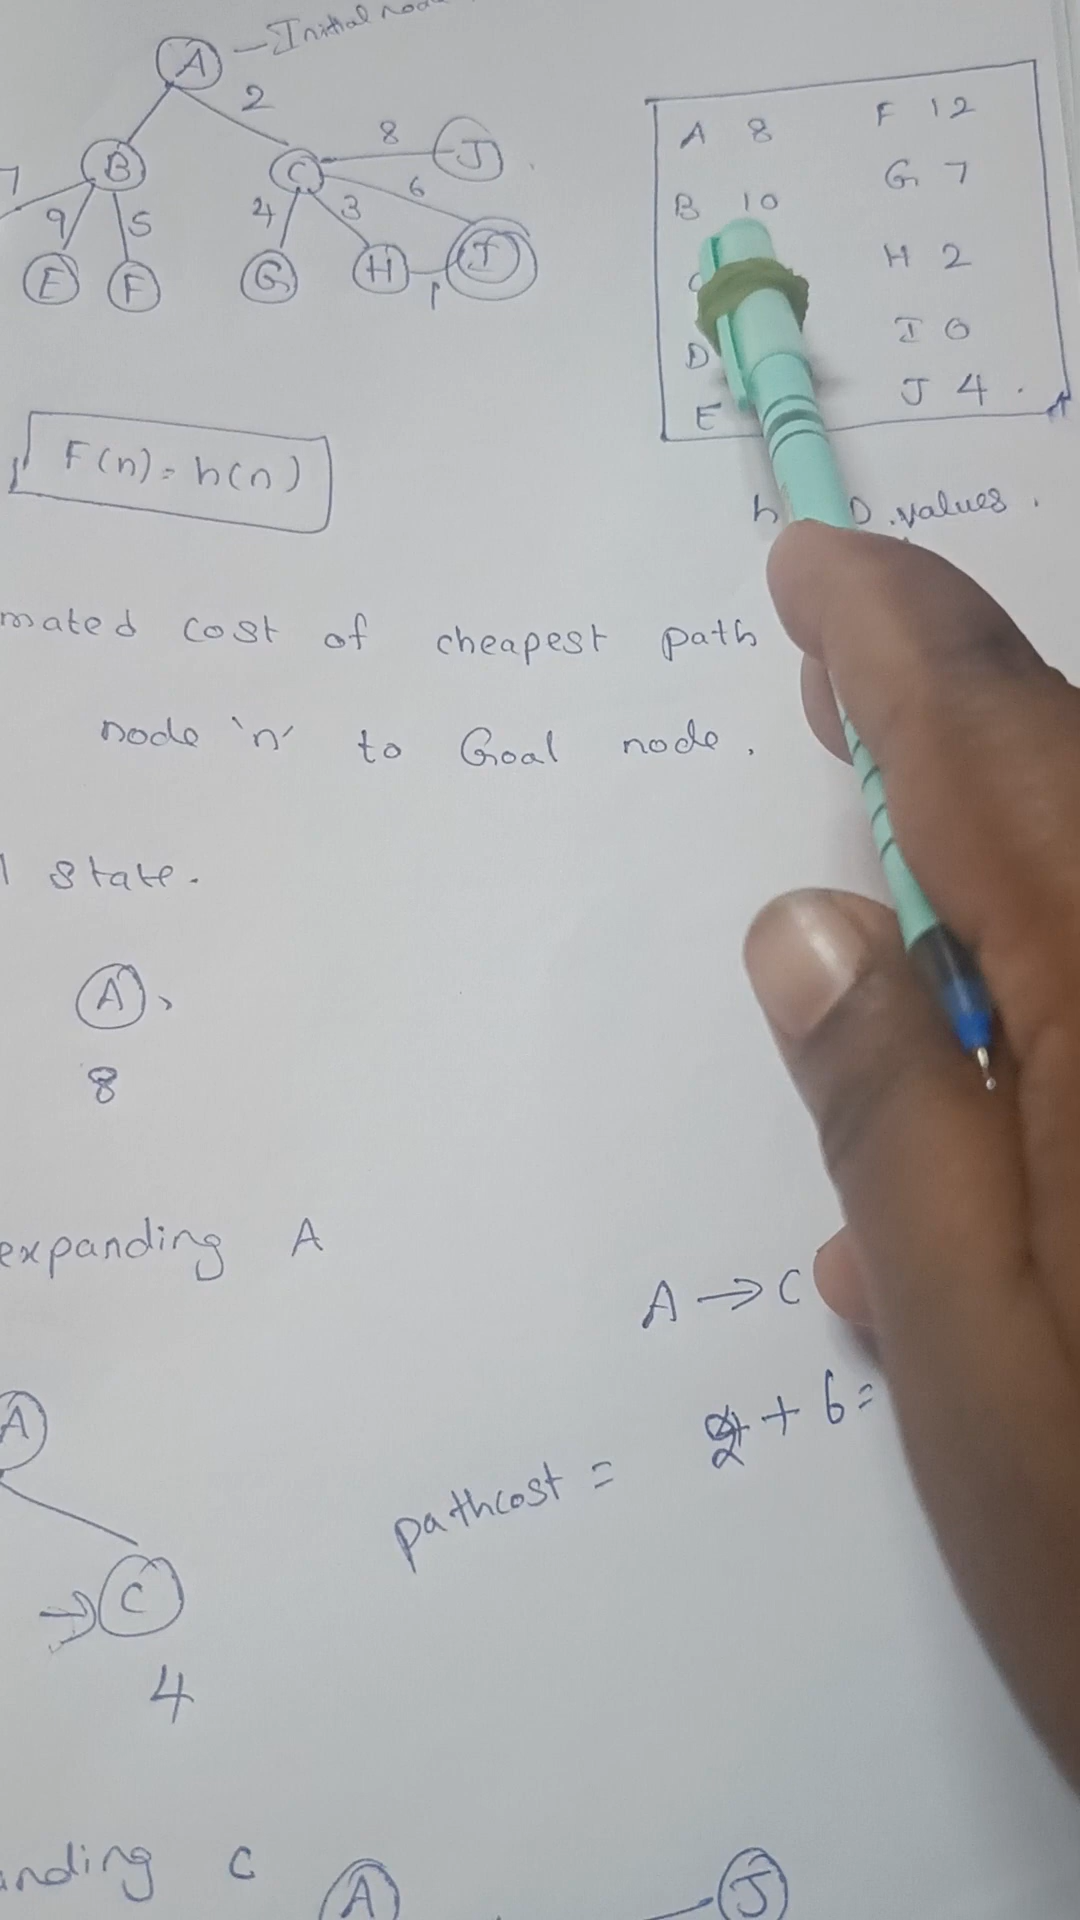 A - Initial node
2
B
C
8
J
7
9
5
4
3
6
E
F
G
H
1
I
A 8
F 12
B 10
G 7
H 2
D
I 0
E
J 4 .
F(n) = h(n)
h D values .
mated cost of cheapest path
node 'n' to Goal node .
l state .
A ,
8
expanding A
A → C
A
pathcost = 2 + 6 =
→ C
4
nding C
A
J